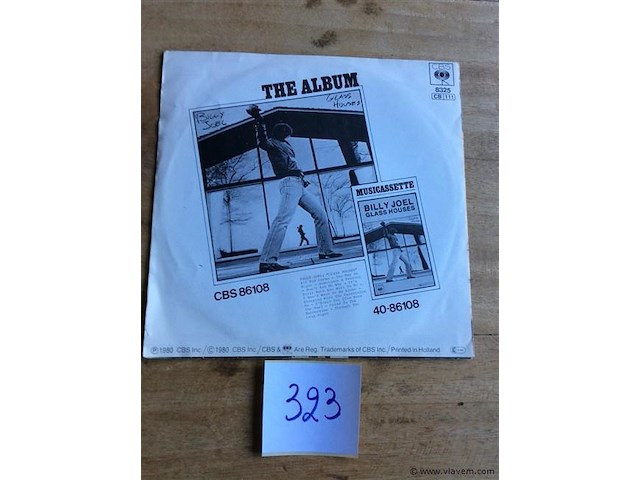 CBS
8325
CB 111
THE ALBUM
BILLY
JOEL
GLASS
HOUSES
MUSICASSETTE
BILLY JOEL
GLASS HOUSES
CBS 86108
40-86108
℗ 1980 CBS Inc./© 1980 CBS Inc./CBS & Are Reg. Trademarks of CBS Inc./Printed in Holland
323
© www.vlavem.com